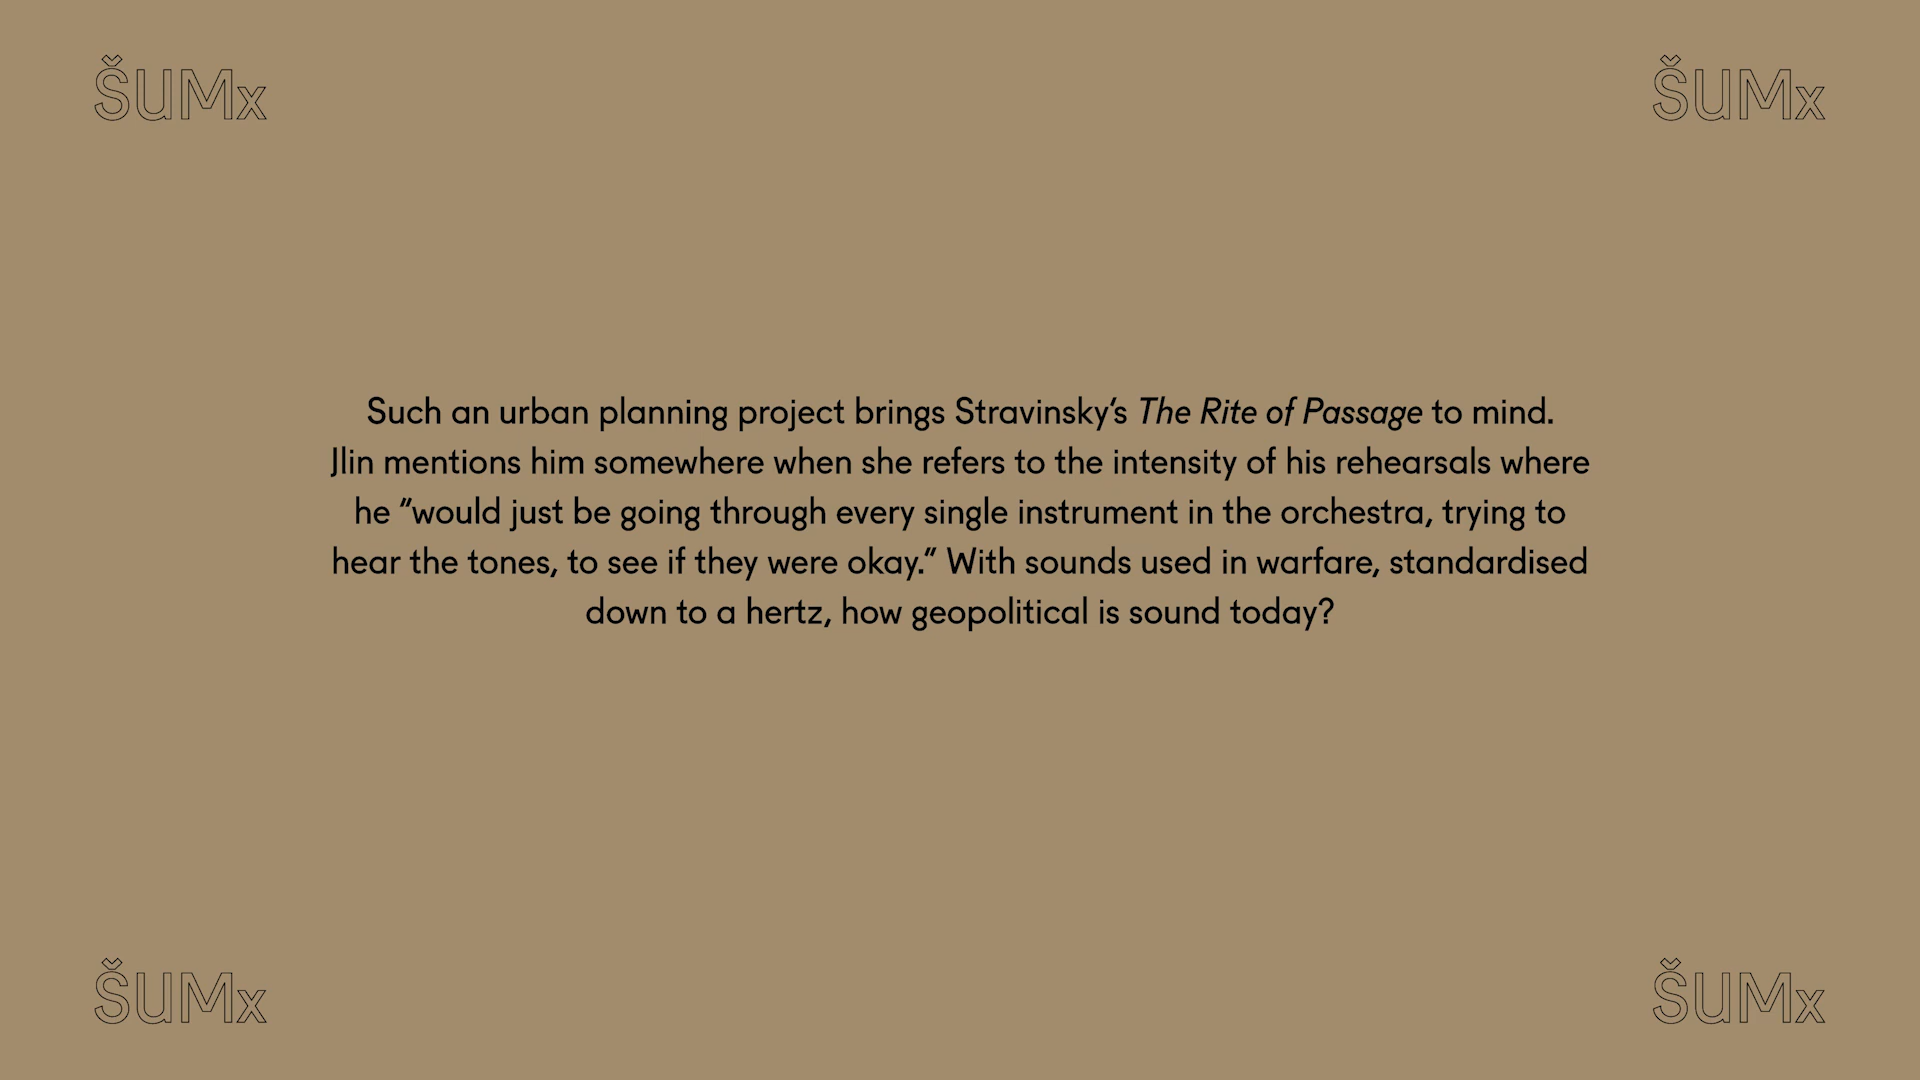 ŠUMx ŠUMx
Such an urban planning project brings Stravinsky’s The Rite of Passage to mind.
Jlin mentions him somewhere when she refers to the intensity of his rehearsals where
he “would just be going through every single instrument in the orchestra, trying to
hear the tones, to see if they were okay.” With sounds used in warfare, standardised
down to a hertz, how geopolitical is sound today?
ŠUMx ŠUMx